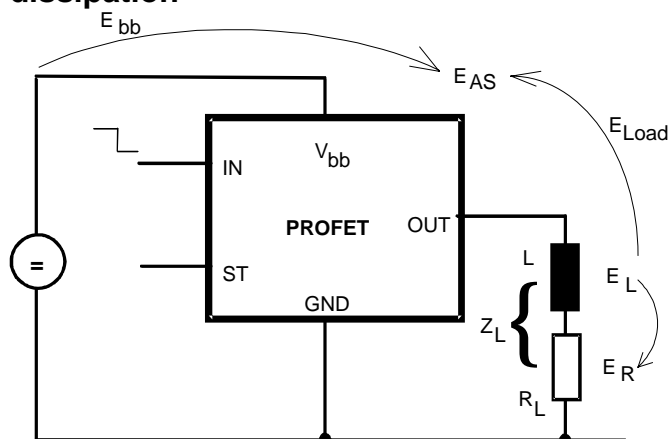 dissipation
E bb
E AS
E Load
V bb
IN
PROFET
OUT
=
ST
GND
L
Z L
E L
R L
E R